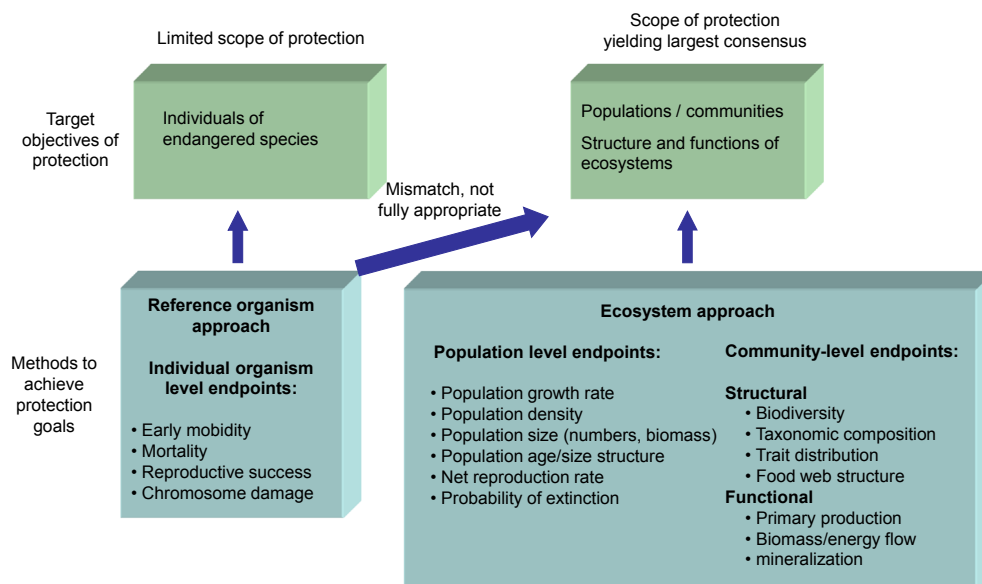 Limited scope of protection
Scope of protection
yielding largest consensus
Target
objectives of
protection
Individuals of
endangered species
Populations / communities
Structure and functions of
ecosystems
Mismatch, not
fully appropriate
Methods to
achieve
protection
goals
Reference organism
approach
Individual organism
level endpoints:
• Early mobidity
• Mortality
• Reproductive success
• Chromosome damage
Ecosystem approach
Population level endpoints:
• Population growth rate
• Population density
• Population size (numbers, biomass)
• Population age/size structure
• Net reproduction rate
• Probability of extinction
Community-level endpoints:
Structural
• Biodiversity
• Taxonomic composition
• Trait distribution
• Food web structure
Functional
• Primary production
• Biomass/energy flow
• mineralization